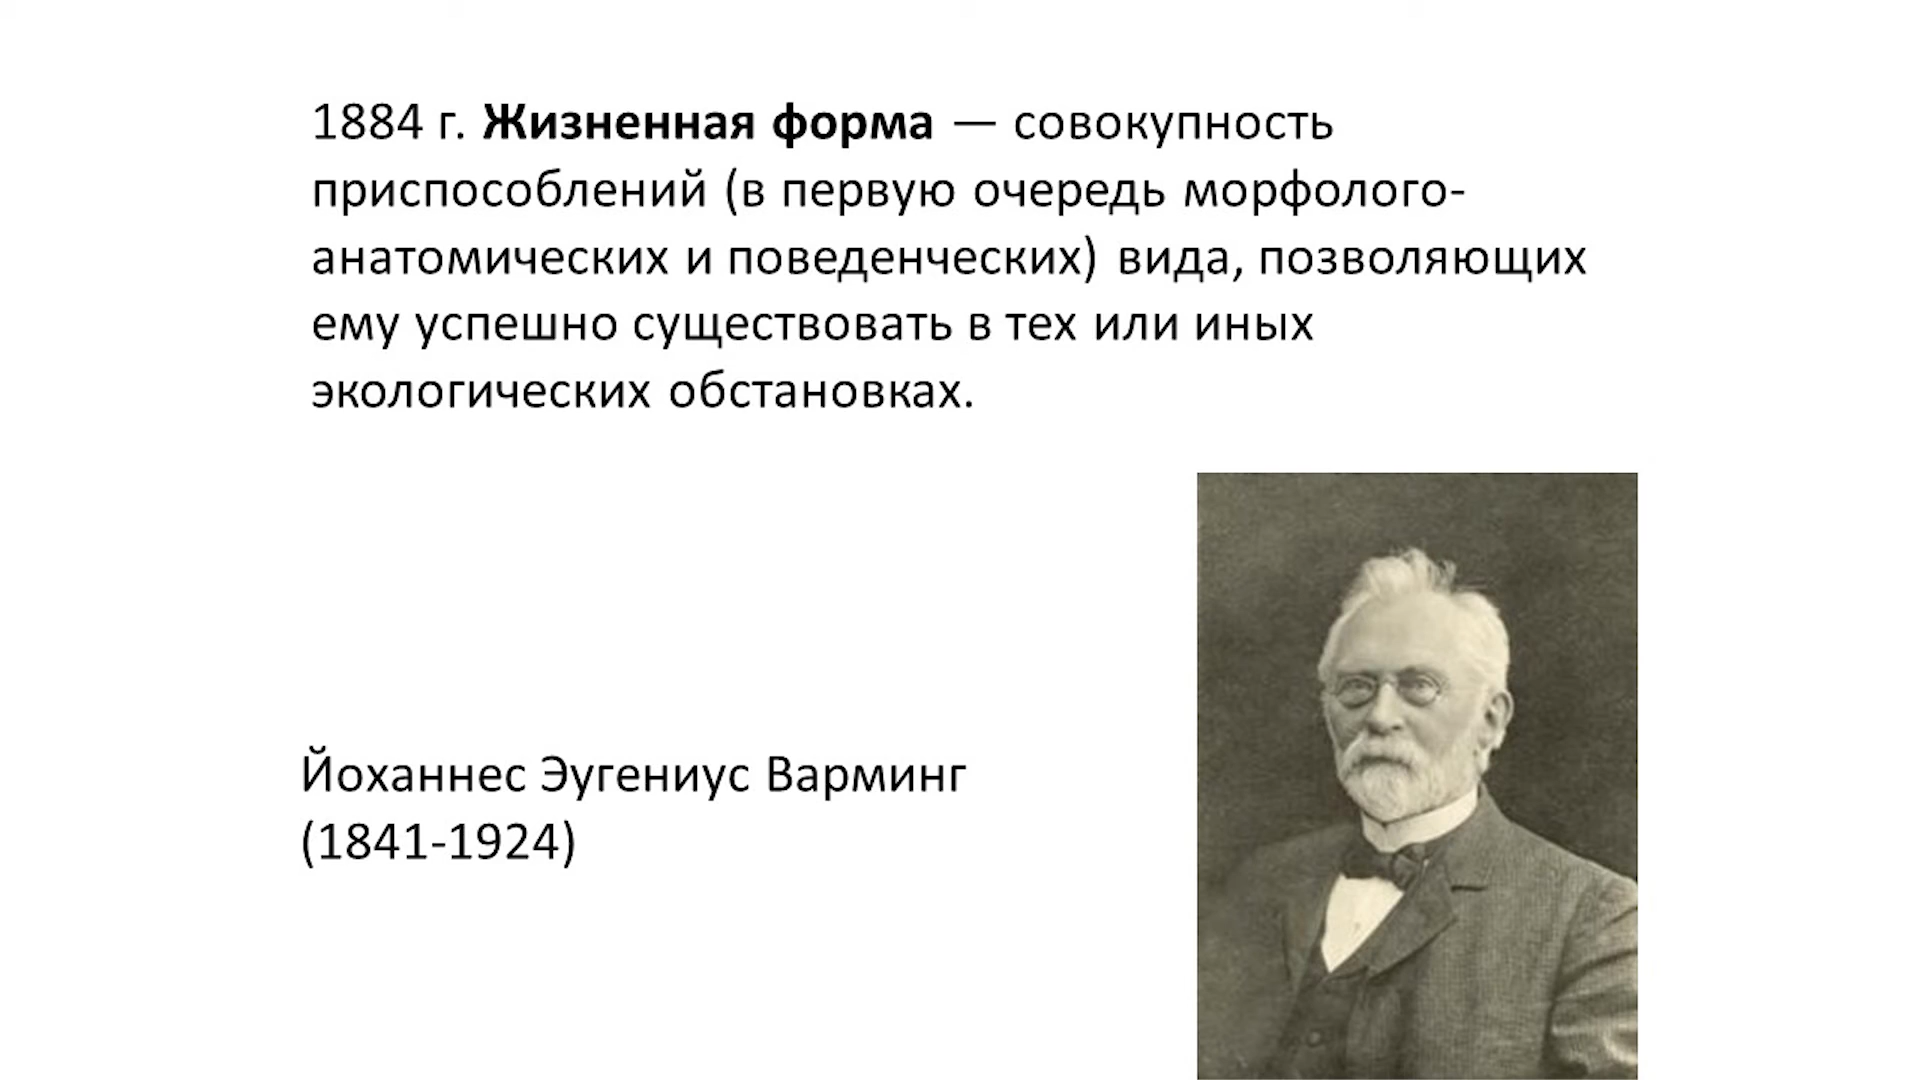 1884 г. Жизненная форма — совокупность
приспособлений (в первую очередь морфолого-
анатомических и поведенческих) вида, позволяющих
ему успешно существовать в тех или иных
экологических обстановках.
Йоханнес Эугениус Варминг
(1841-1924)